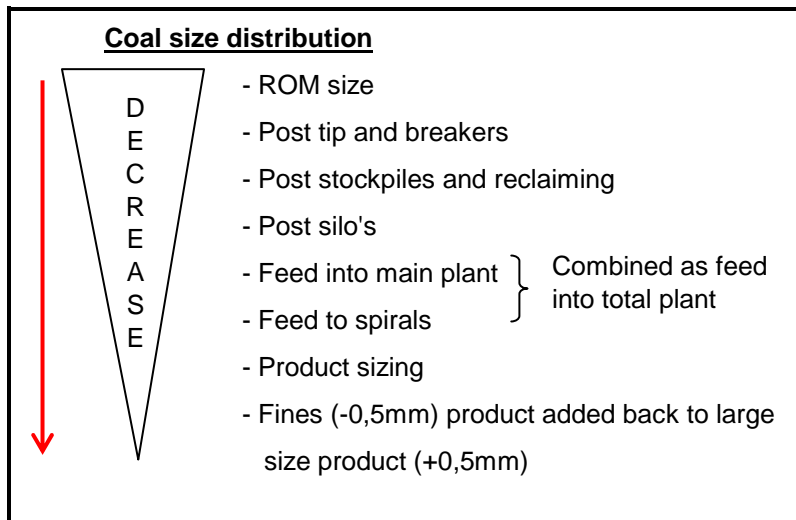 Coal size distribution
- ROM size
- Post tip and breakers
- Post stockpiles and reclaiming
- Post silo's
- Feed into main plant
- Feed to spirals
Combined as feed
into total plant
- Product sizing
- Fines (-0,5mm) product added back to large
size product (+0,5mm)
D
E
C
R
E
A
S
E